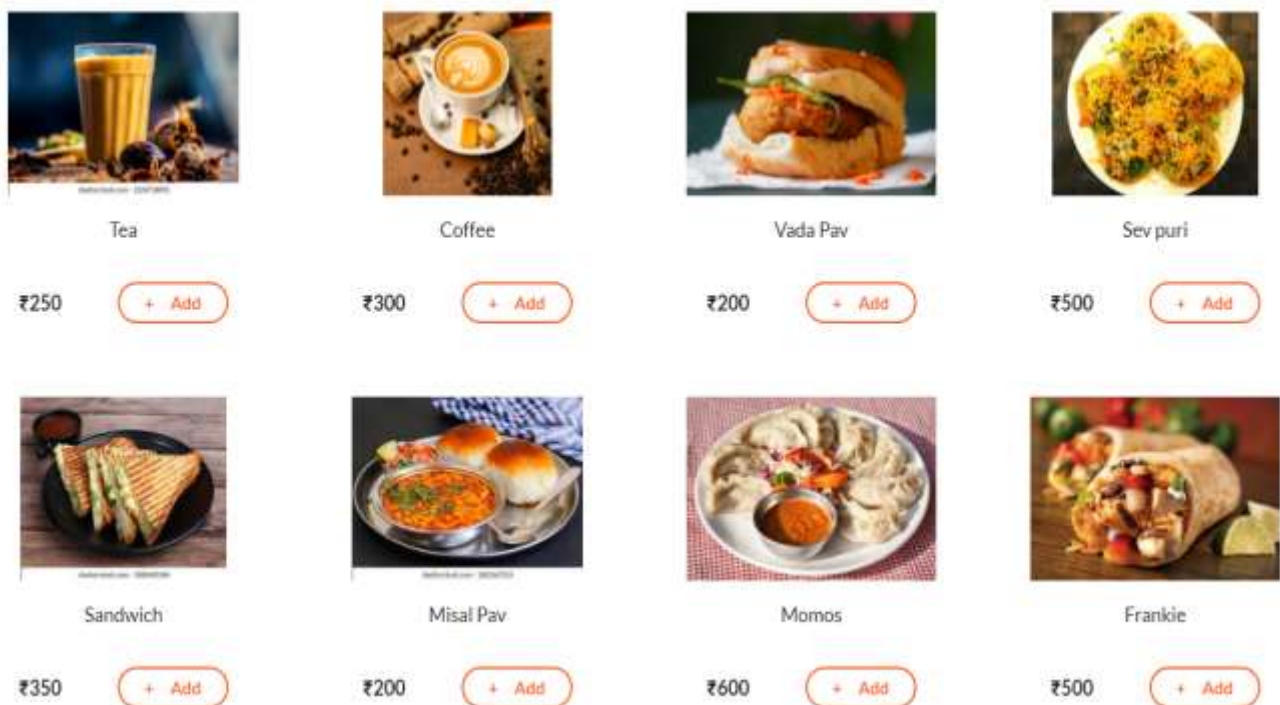 Tea
Coffee
Vada Pav
Sev puri
₹250
+ Add
₹300
+ Add
₹200
+ Add
₹500
+ Add
Sandwich
Misal Pav
Momos
Frankie
₹350
+ Add
₹200
+ Add
₹600
+ Add
₹500
+ Add